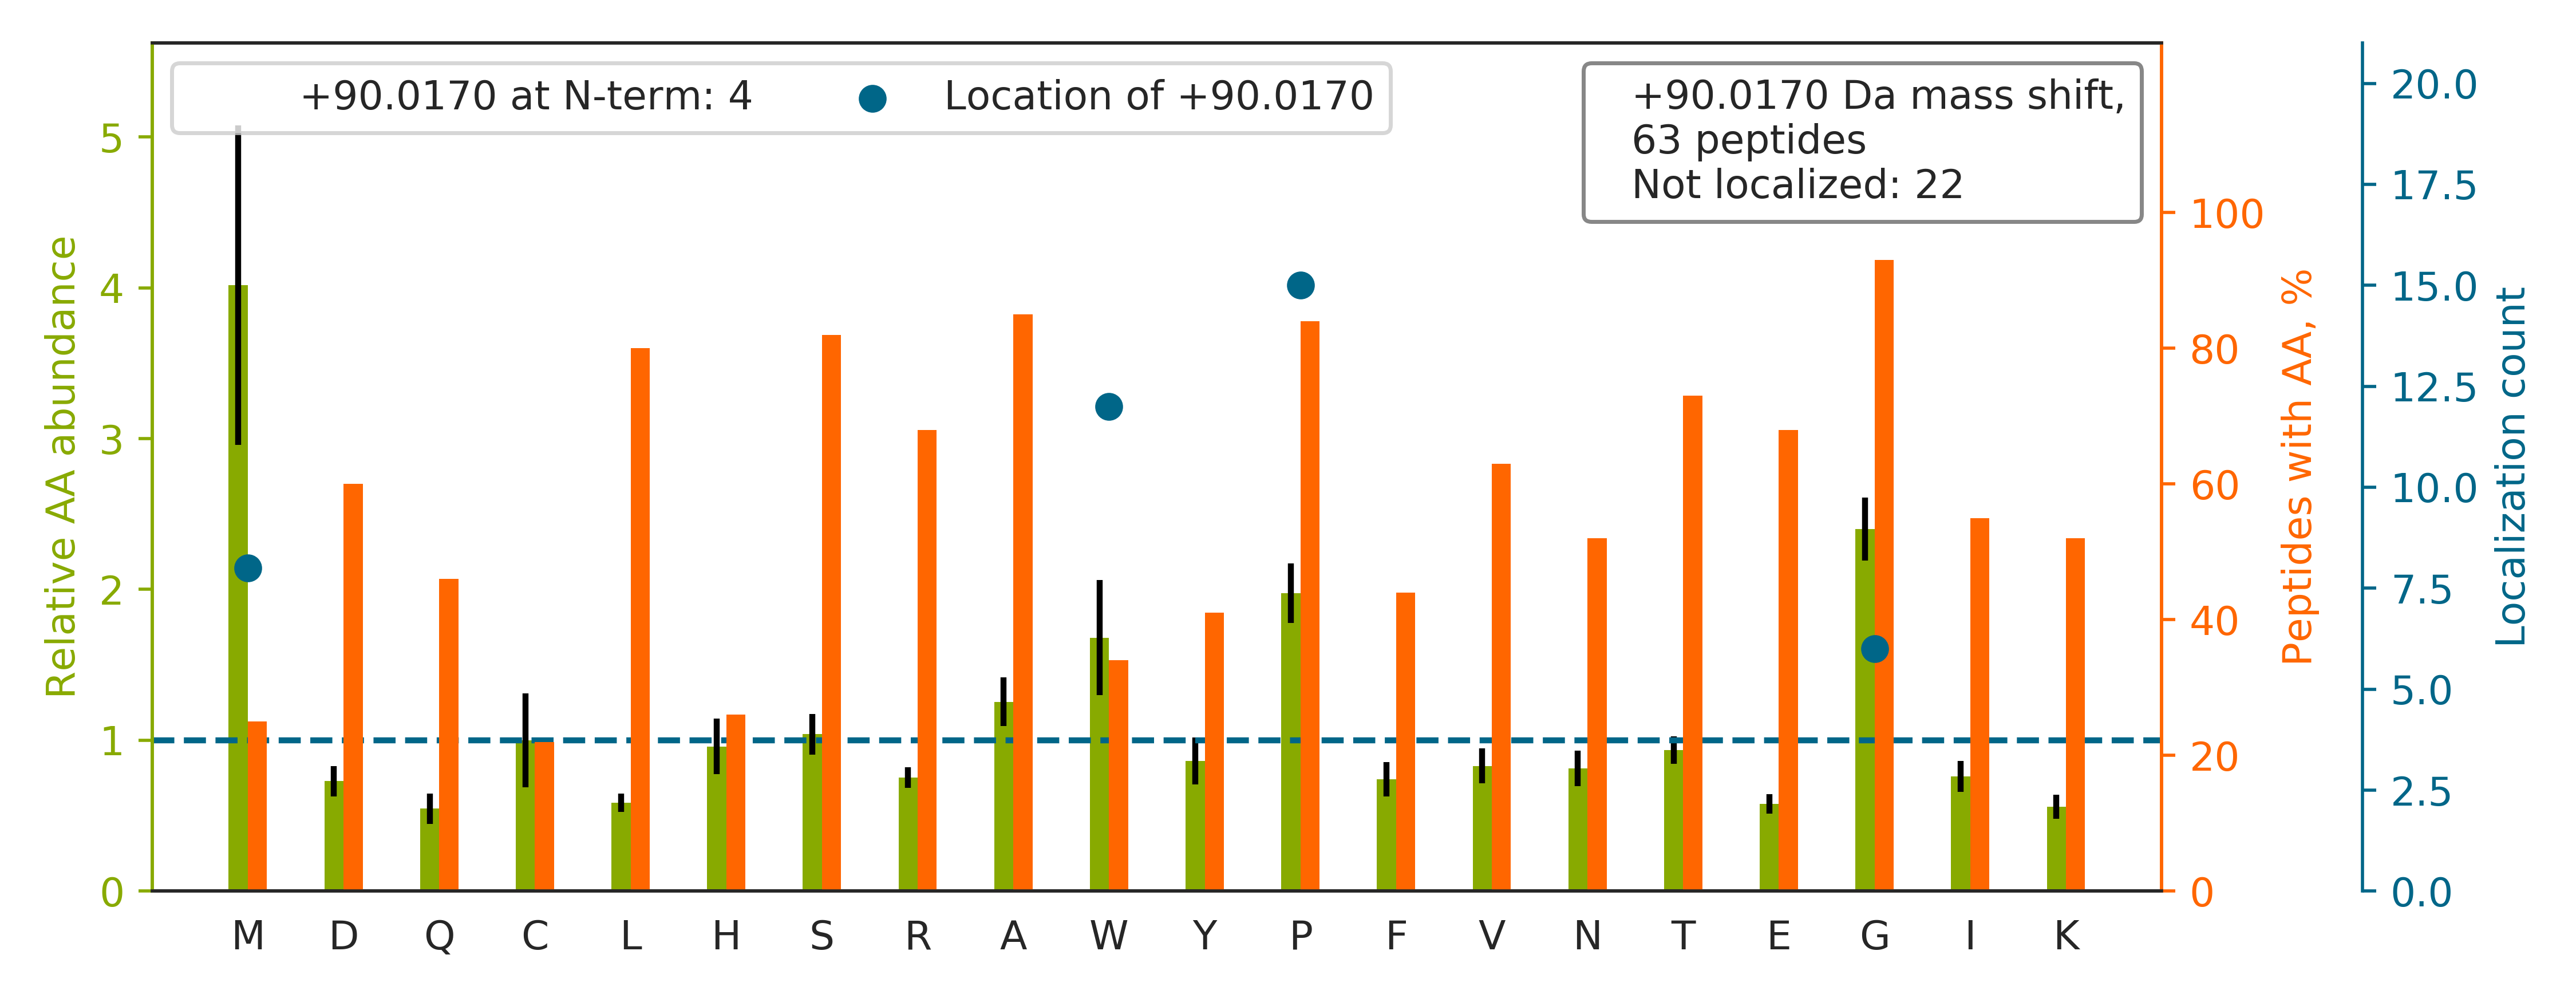 +90.0170 at N-term: 4
Location of +90.0170
+90.0170 Da mass shift,
63 peptides
Not localized: 22
Relative AA abundance
5
4
3
2
1
0
M D Q C L H S R A W Y P F V N T E G I K
100
80
60
40
20
0
Peptides with AA, %
20.0
17.5
15.0
12.5
10.0
7.5
5.0
2.5
0.0
Localization count